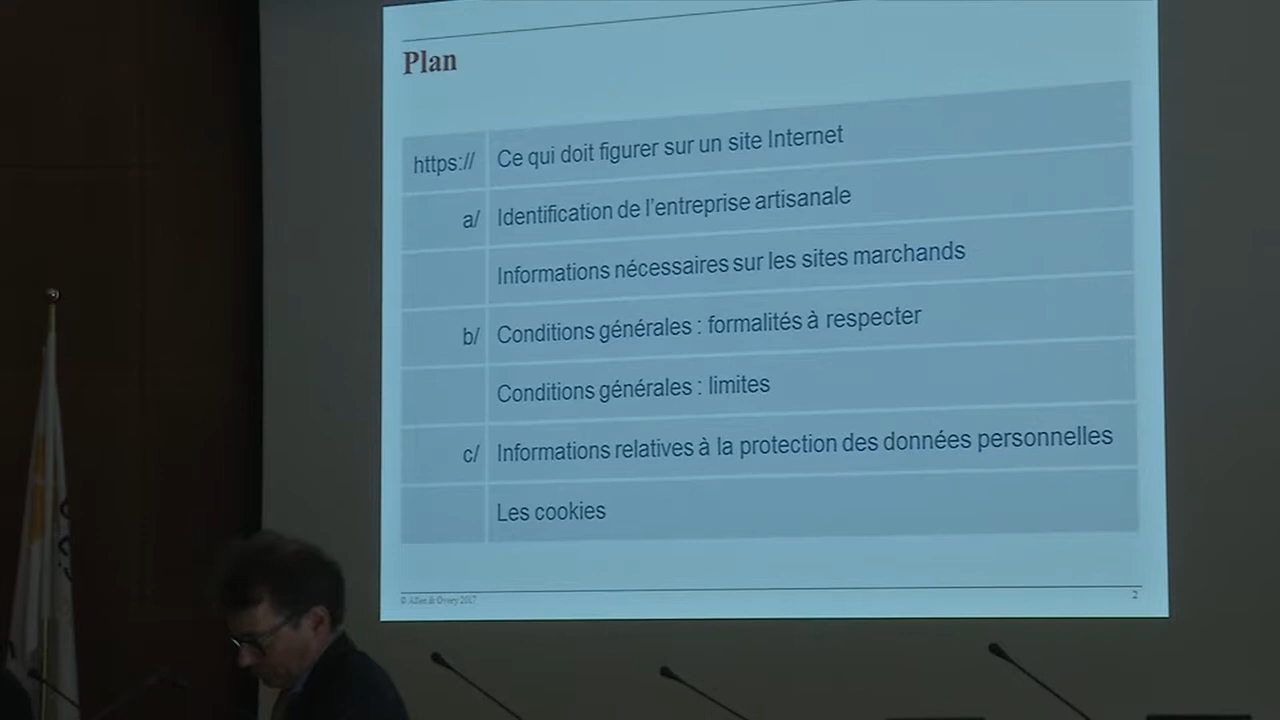 Plan
https:// Ce qui doit figurer sur un site Internet
a/ Identification de l'entreprise artisanale
Informations nécessaires sur les sites marchands
b/ Conditions générales : formalités à respecter
Conditions générales : limites
c/ Informations relatives à la protection des données personnelles
Les cookies
© Allen & Overy 2017
2